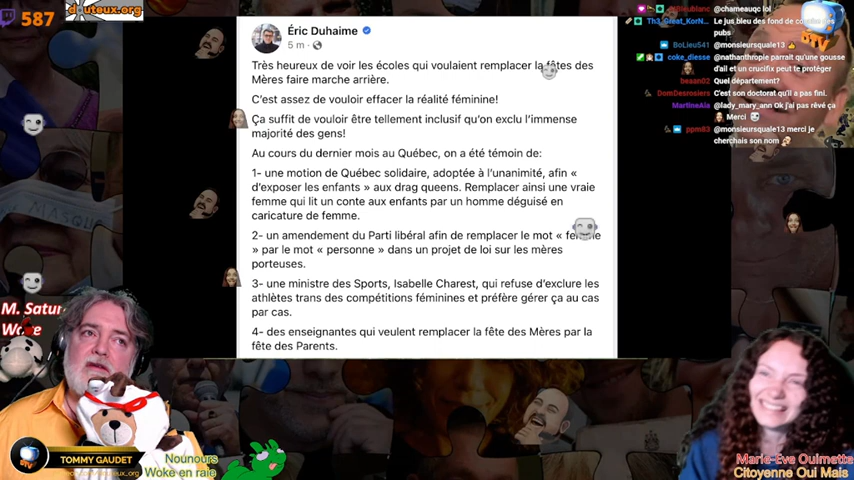 587
douteux.org
Éric Duhaime
5 m
Très heureux de voir les écoles qui voulaient remplacer la fêtes des
Mères faire marche arrière.
C'est assez de vouloir effacer la réalité féminine!
Ça suffit de vouloir être tellement inclusif qu'on exclu l'immense
majorité des gens!
Au cours du dernier mois au Québec, on a été témoin de:
1- une motion de Québec solidaire, adoptée à l'unanimité, afin «
d'exposer les enfants » aux drag queens. Remplacer ainsi une vraie
femme qui lit un conte aux enfants par un homme déguisé en
caricature de femme.
2- un amendement du Parti libéral afin de remplacer le mot « femme
» par le mot « personne » dans un projet de loi sur les mères
porteuses.
3- une ministre des Sports, Isabelle Charest, qui refuse d'exclure les
athlètes trans des compétitions féminines et préfère gérer ça au cas
par cas.
4- des enseignantes qui veulent remplacer la fête des Mères par la
fête des Parents.
@chameauqc lol
Le jus bleu des fond de
pubs
BoLieu541 @monsieursquale13
coke_diesse @nathanthropie parrait qu'une gousse
d'ail et un crucifix peut te protéger
Quel département?
DomDesrosiers C'est son doctorat qu'il a pas fini.
MartineAla @lady_mary_ann Ok j'ai pas rêvé ça
Merci
ppm83 @monsieursquale13 merci je
cherchais son nom
DTV
MASQUE
M. Satur
Woke
TOMMY GAUDET
Nounours
Woke en raie
Marie-Eve Ouimette
Citoyenne Oui Mais